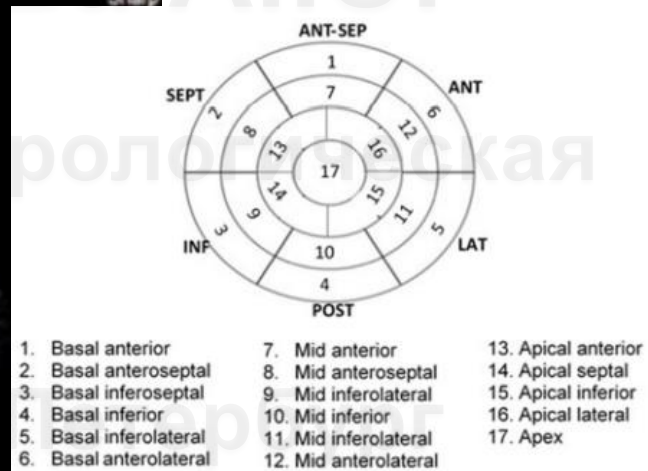 ANT-SEP
1
SEPT
ANT
7
2
6
8
12
13
16
17
рологическая
14
15
9
11
3
5
INF
10
LAT
4
POST
1. Basal anterior
2. Basal anteroseptal
3. Basal inferoseptal
4. Basal inferior
5. Basal inferolateral
6. Basal anterolateral
7. Mid anterior
8. Mid anteroseptal
9. Mid inferolateral
10. Mid inferior
11. Mid inferolateral
12. Mid anterolateral
13. Apical anterior
14. Apical septal
15. Apical inferior
16. Apical lateral
17. Apex